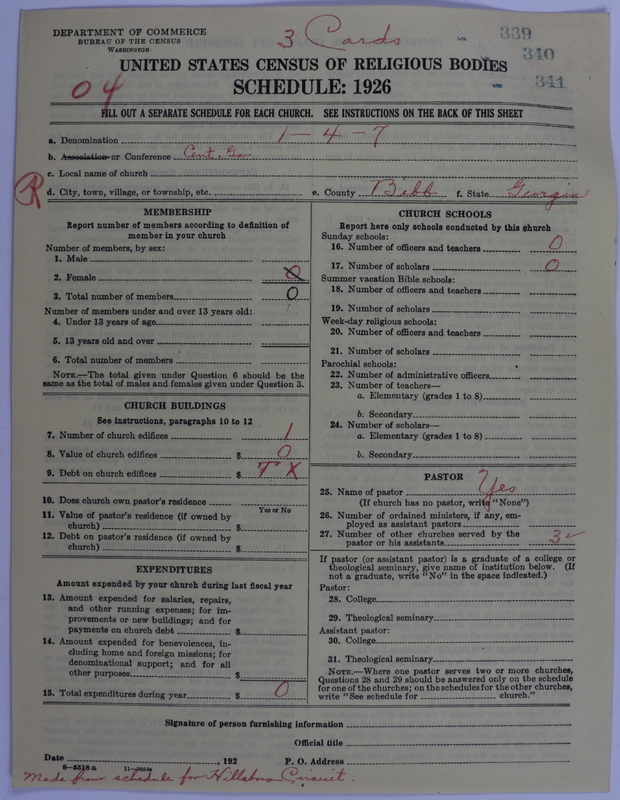 DEPARTMENT OF COMMERCE
BUREAU OF THE CENSUS
WASHINGTON
3 Cards
339
340
341
UNITED STATES CENSUS OF RELIGIOUS BODIES
04
SCHEDULE: 1926
FILL OUT A SEPARATE SCHEDULE FOR EACH CHURCH. SEE INSTRUCTIONS ON THE BACK OF THIS SHEET
a. Denomination 1-4-7
b. Association or Conference Cent. Ga.
c. Local name of church
R
d. City, town, village, or township, etc. e. County Bibb f. State Georgia
MEMBERSHIP
Report number of members according to definition of
member in your church
Number of members, by sex:
1. Male
2. Female 0
3. Total number of members 0
Number of members under and over 13 years old:
4. Under 13 years of age
5. 13 years old and over
6. Total number of members
NOTE.—The total given under Question 6 should be the
same as the total of males and females given under Question 3.
CHURCH BUILDINGS
See instructions, paragraphs 10 to 12
7. Number of church edifices 1
8. Value of church edifices $ 0
9. Debt on church edifices $ T X
10. Does church own pastor's residence
Yes or No
11. Value of pastor's residence (if owned by
church) $
12. Debt on pastor's residence (if owned by
church) $
EXPENDITURES
Amount expended by your church during last fiscal year
13. Amount expended for salaries, repairs,
and other running expenses; for im-
provements or new buildings; and for
payments on church debt $
14. Amount expended for benevolences, in-
cluding home and foreign missions; for
denominational support; and for all
other purposes $
15. Total expenditures during year $ 0
CHURCH SCHOOLS
Report here only schools conducted by this church
Sunday schools:
16. Number of officers and teachers 0
17. Number of scholars 0
Summer vacation Bible schools:
18. Number of officers and teachers
19. Number of scholars
Week-day religious schools:
20. Number of officers and teachers
21. Number of scholars
Parochial schools:
22. Number of administrative officers
23. Number of teachers—
a. Elementary (grades 1 to 8)
b. Secondary
24. Number of scholars—
a. Elementary (grades 1 to 8)
b. Secondary
PASTOR
25. Name of pastor Yes
(If church has no pastor, write "None")
26. Number of ordained ministers, if any, em-
ployed as assistant pastors
27. Number of other churches served by the
pastor or his assistants 3 ✓
If pastor (or assistant pastor) is a graduate of a college or
theological seminary, give name of institution below. (If
not a graduate, write "No" in the space indicated.)
Pastor:
28. College
29. Theological seminary
Assistant pastor:
30. College
31. Theological seminary
NOTE.—Where one pastor serves two or more churches,
Questions 28 and 29 should be answered only on the schedule
for one of the churches; on the schedules for the other churches,
write "See schedule for ________ church."
Signature of person furnishing information
Official title
Date , 192 P. O. Address
8—5518 a
Made from schedule for Hillsboro Circuit.